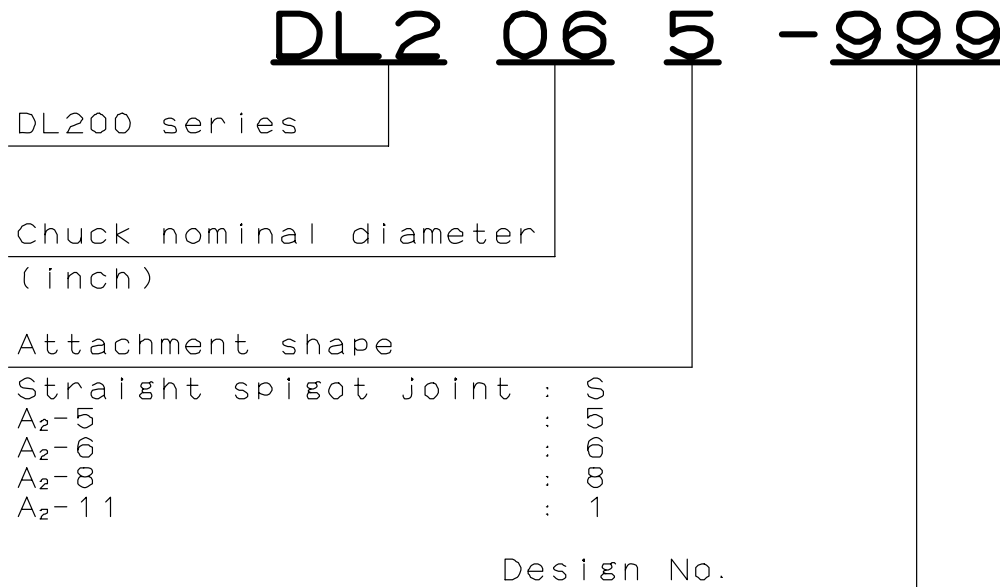 DL2 06 5 -999
DL200 series
Chuck nominal diameter
(inch)
Attachment shape
Straight spigot joint : S
A₂-5 : 5
A₂-6 : 6
A₂-8 : 8
A₂-11 : 1
Design No.